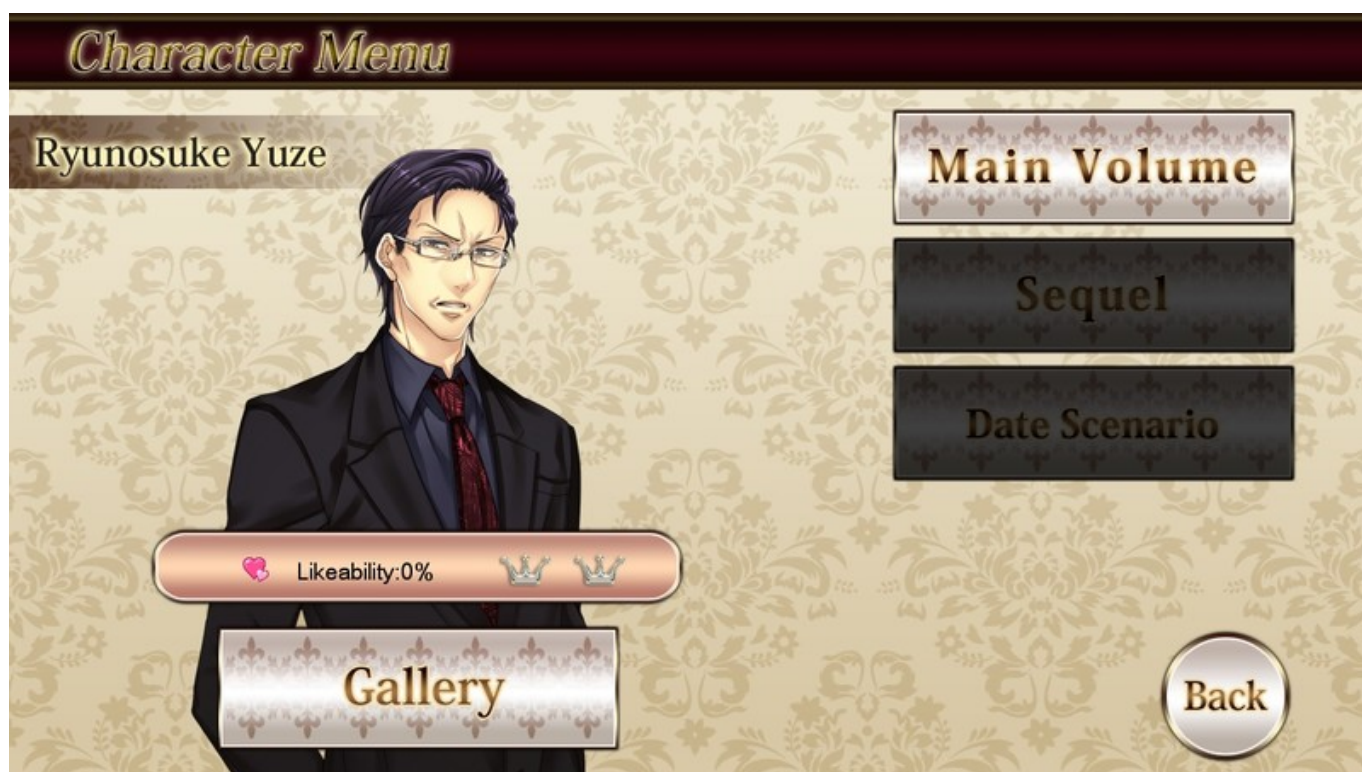 Character Menu
Ryunosuke Yuze
Main Volume
Sequel
Date Scenario
Likeability:0%
Gallery
Back